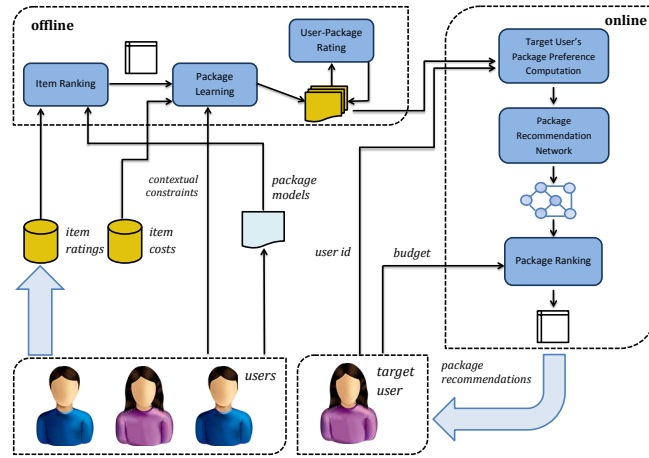 offline
online
User-Package
Rating
Target User's
Package Preference
Computation
Item Ranking
Package
Learning
Package
Recommendation
Network
contextual
constraints
package
models
item
ratings
item
costs
user id
budget
Package Ranking
users
target
user
package
recommendations